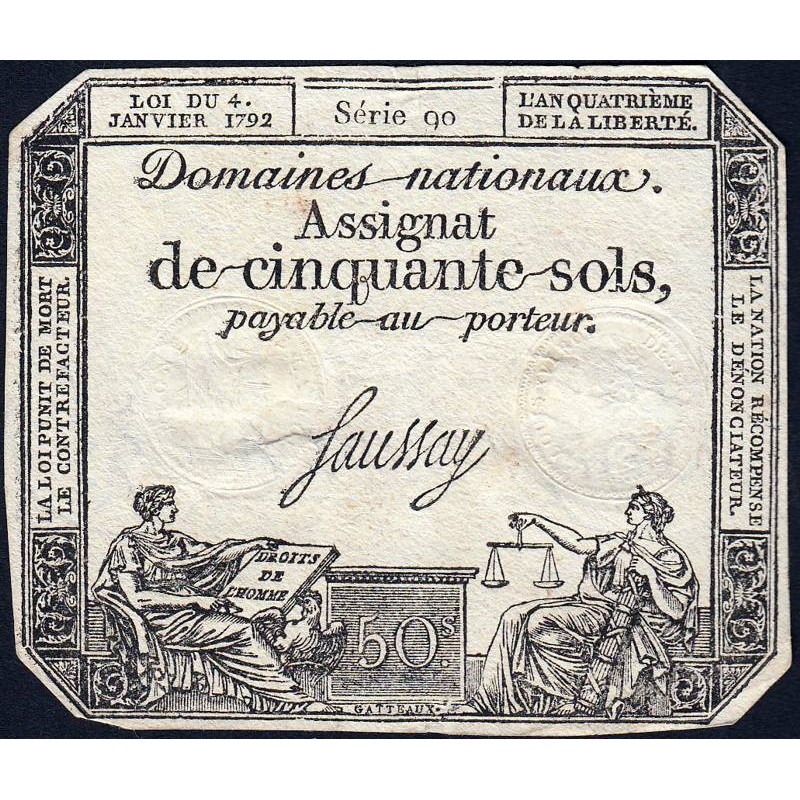 LOI DU 4.
JANVIER 1792
Série 90
L'AN QUATRIÈME
DE LA LIBERTÉ.
Domaines nationaux.
Assignat
de cinquante sols,
payable au porteur.
LA LOI PUNIT DE MORT
LE CONTREFACTEUR.
LA NATION RÉCOMPENSE
LE DÉNONCIATEUR.
Saussay
DROITS
DE
L'HOMME
50.s
GATTEAUX.